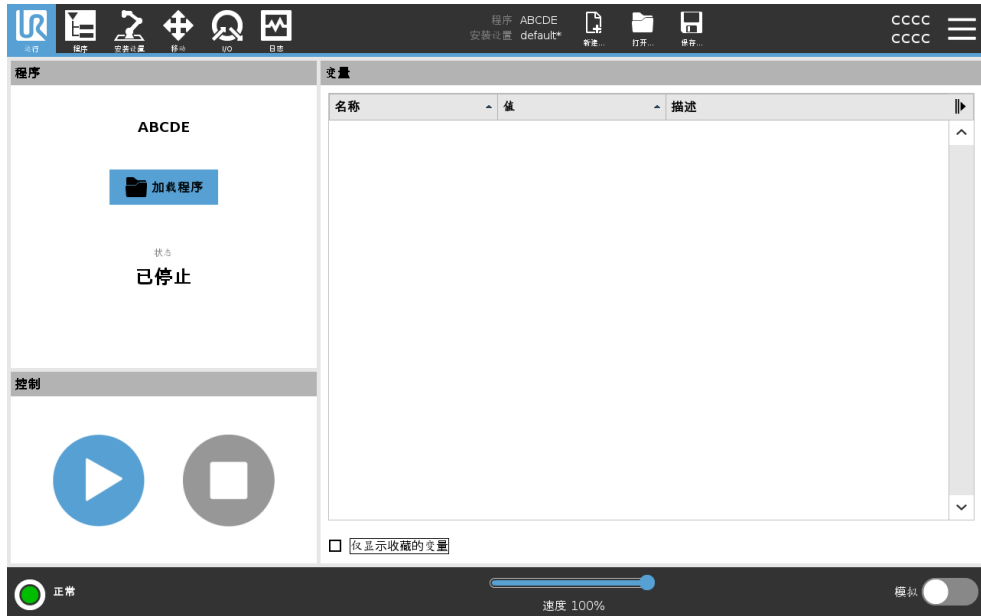 运行
程序
安装设置
移动
I/O
日志
程序 ABCDE
安装设置 default*
新建...
打开...
保存...
CCCC
CCCC
程序
变量
ABCDE
加载程序
状态
已停止
名称 值 描述
控制
仅显示收藏的变量
正常
速度 100%
模拟